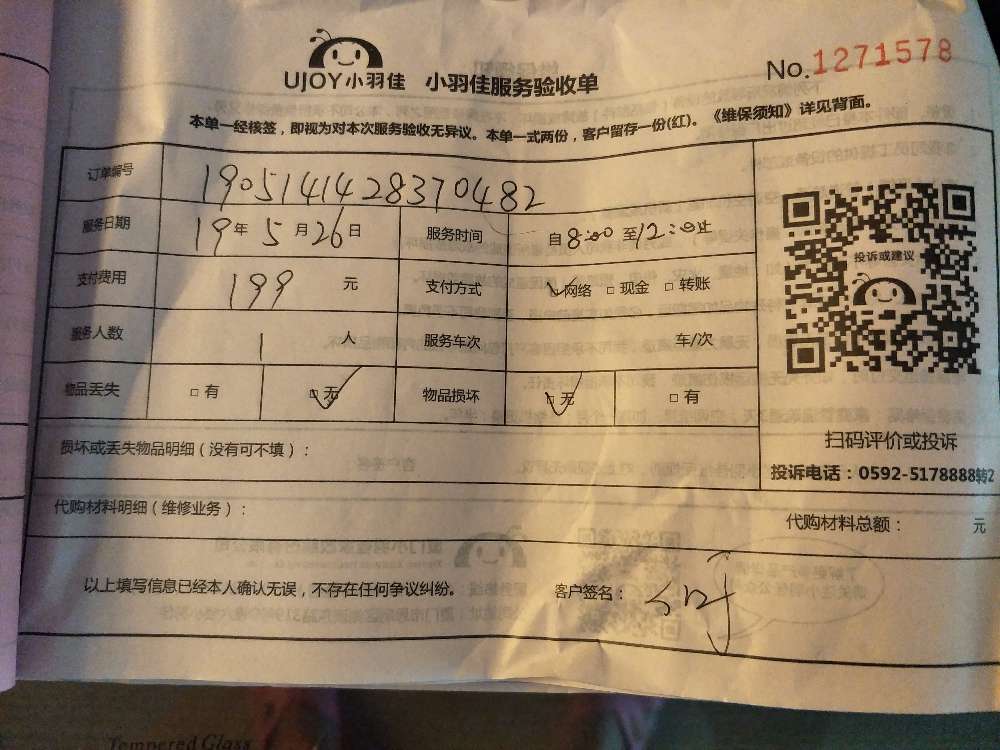 UJOY小羽佳 小羽佳服务验收单 No.1271578
本单一经核签，即视为对本次服务验收无异议。本单一式两份，客户留存一份(红)。《维保须知》详见背面。
订单编号 1905141428370482
服务日期 19年5月26日 服务时间 自8:00至12:00止
支付费用 199 元 支付方式 网络 现金 转账
服务人数 1 人 服务车次 车/次
物品丢失 有 无 物品损坏 无 有
投诉或建议
扫码评价或投诉
投诉电话：0592-5178888转2
损坏或丢失物品明细（没有可不填）：
代购材料明细（维修业务）： 代购材料总额： 元
以上填写信息已经本人确认无误，不存在任何争议纠纷。 客户签名：
Tempered Glass